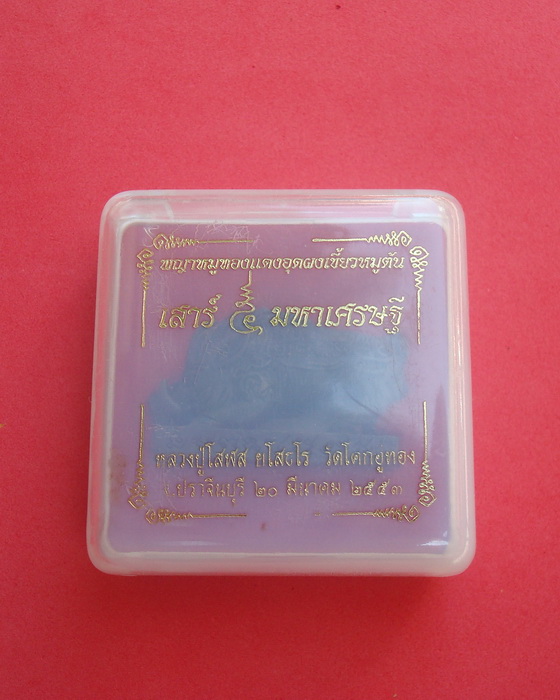 พญาหมูทองแดงอุดผงเขี้ยวหมูตัน
เสาร์ ๕ มหาเศรษฐี
หลวงปู่โสฬส ยโสธโร วัดโคกอู่ทอง
จ.ปราจีนบุรี ๒๐ มีนาคม ๒๕๕๓